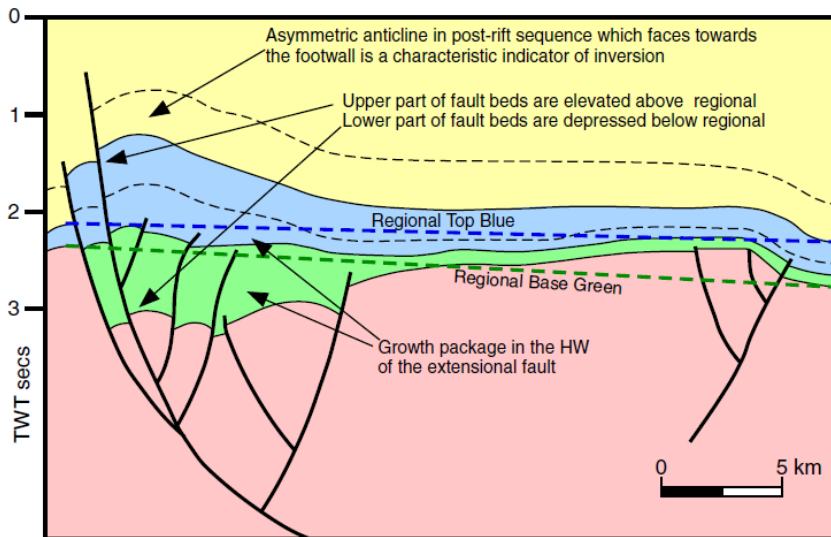 0
Asymmetric anticline in post-rift sequence which faces towards
the footwall is a characteristic indicator of inversion
1
Upper part of fault beds are elevated above regional
Lower part of fault beds are depressed below regional
2
Regional Top Blue
Regional Base Green
3
Growth package in the HW
of the extensional fault
TWT secs
0 5 km